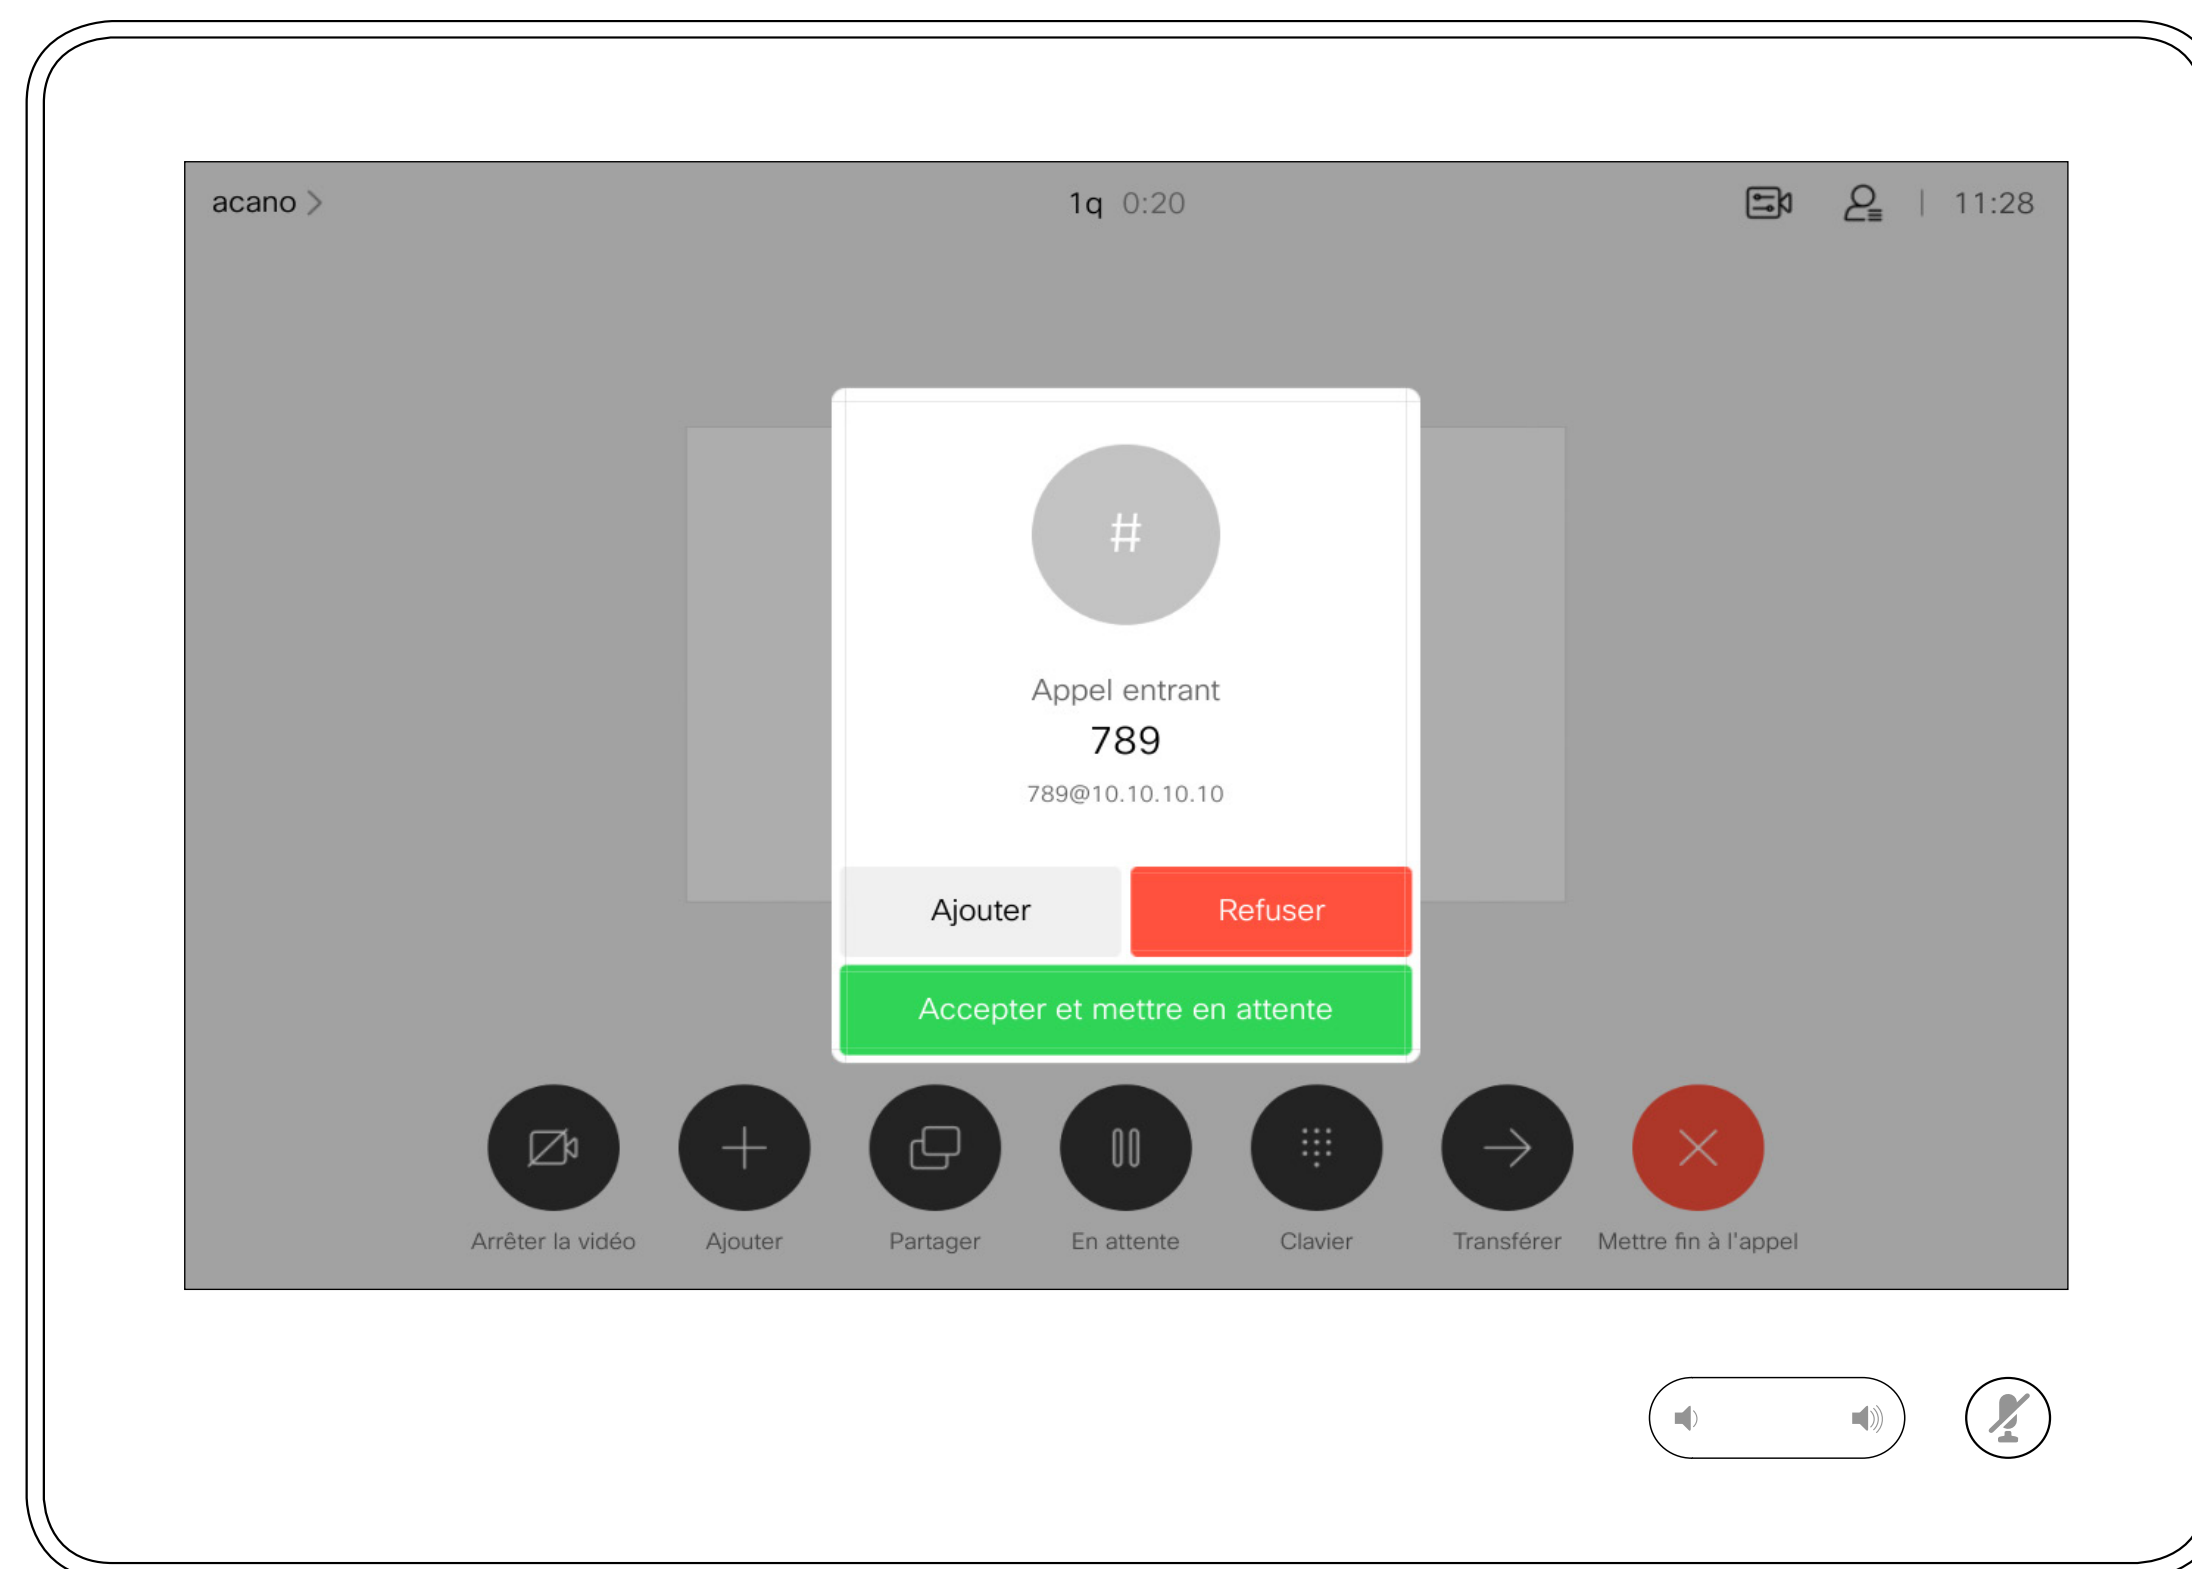 acano
1q 0:20
11:28
#
Appel entrant
789
789@10.10.10.10
Ajouter
Refuser
Accepter et mettre en attente
Arrêter la vidéo
Ajouter
Partager
En attente
Clavier
Transférer
Mettre fin à l'appel